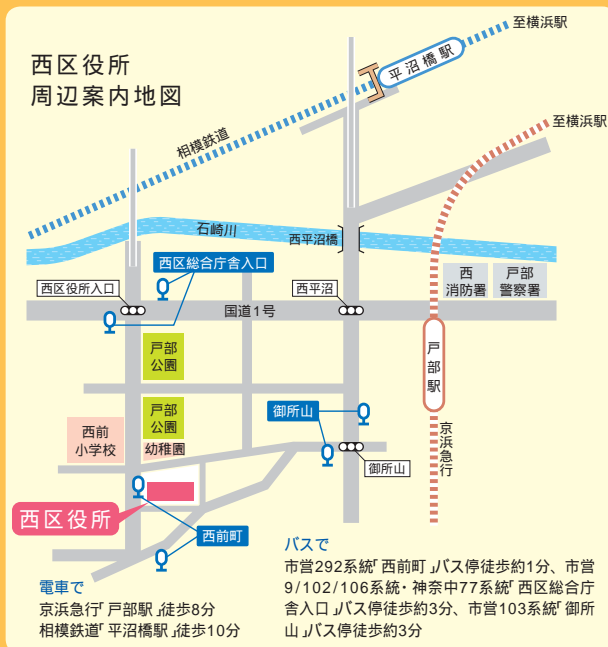 至横浜駅
西区役所
周辺案内地図
平沼橋駅
相模鉄道
至横浜駅
石崎川
西平沼橋
西区総合庁舎入口
西
消防署
戸部
警察署
西区役所入口
西平沼
国道1号
戸部
公園
戸部駅
戸部
公園
御所山
西前
小学校
幼稚園
京浜急行
御所山
西区役所
西前町
電車で
京浜急行「戸部駅」徒歩8分
相模鉄道「平沼橋駅」徒歩10分
バスで
市営292系統「西前町」バス停徒歩約1分、市営
9/102/106系統・神奈中77系統「西区総合庁
舎入口」バス停徒歩約3分、市営103系統「御所
山」バス停徒歩約3分